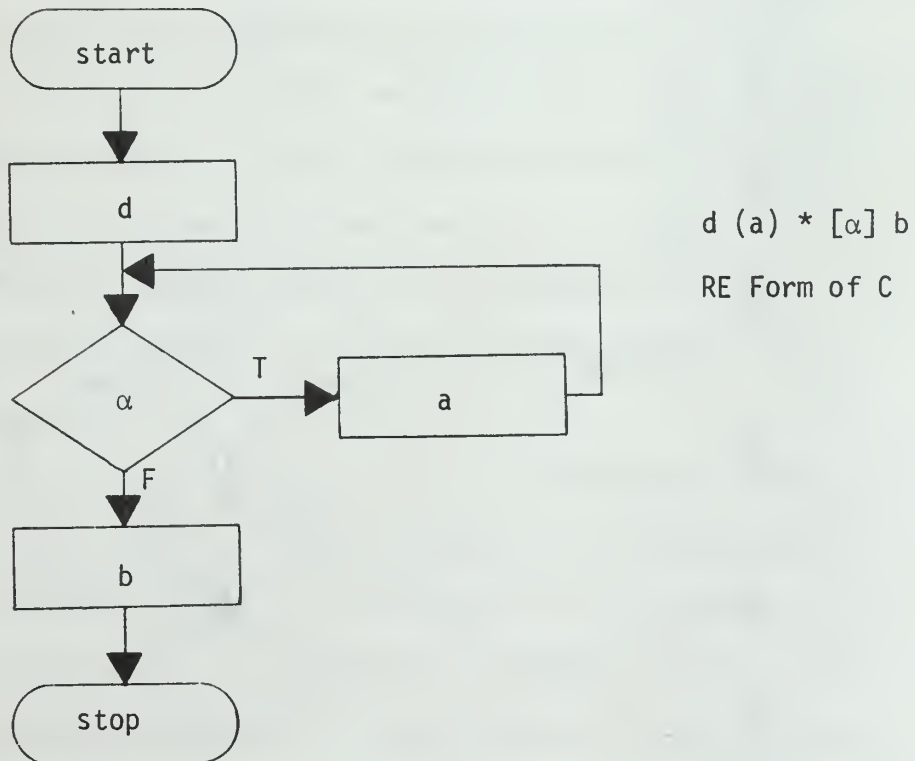 start
d
d (a) * [α] b
RE Form of C
α
T
a
F
b
stop